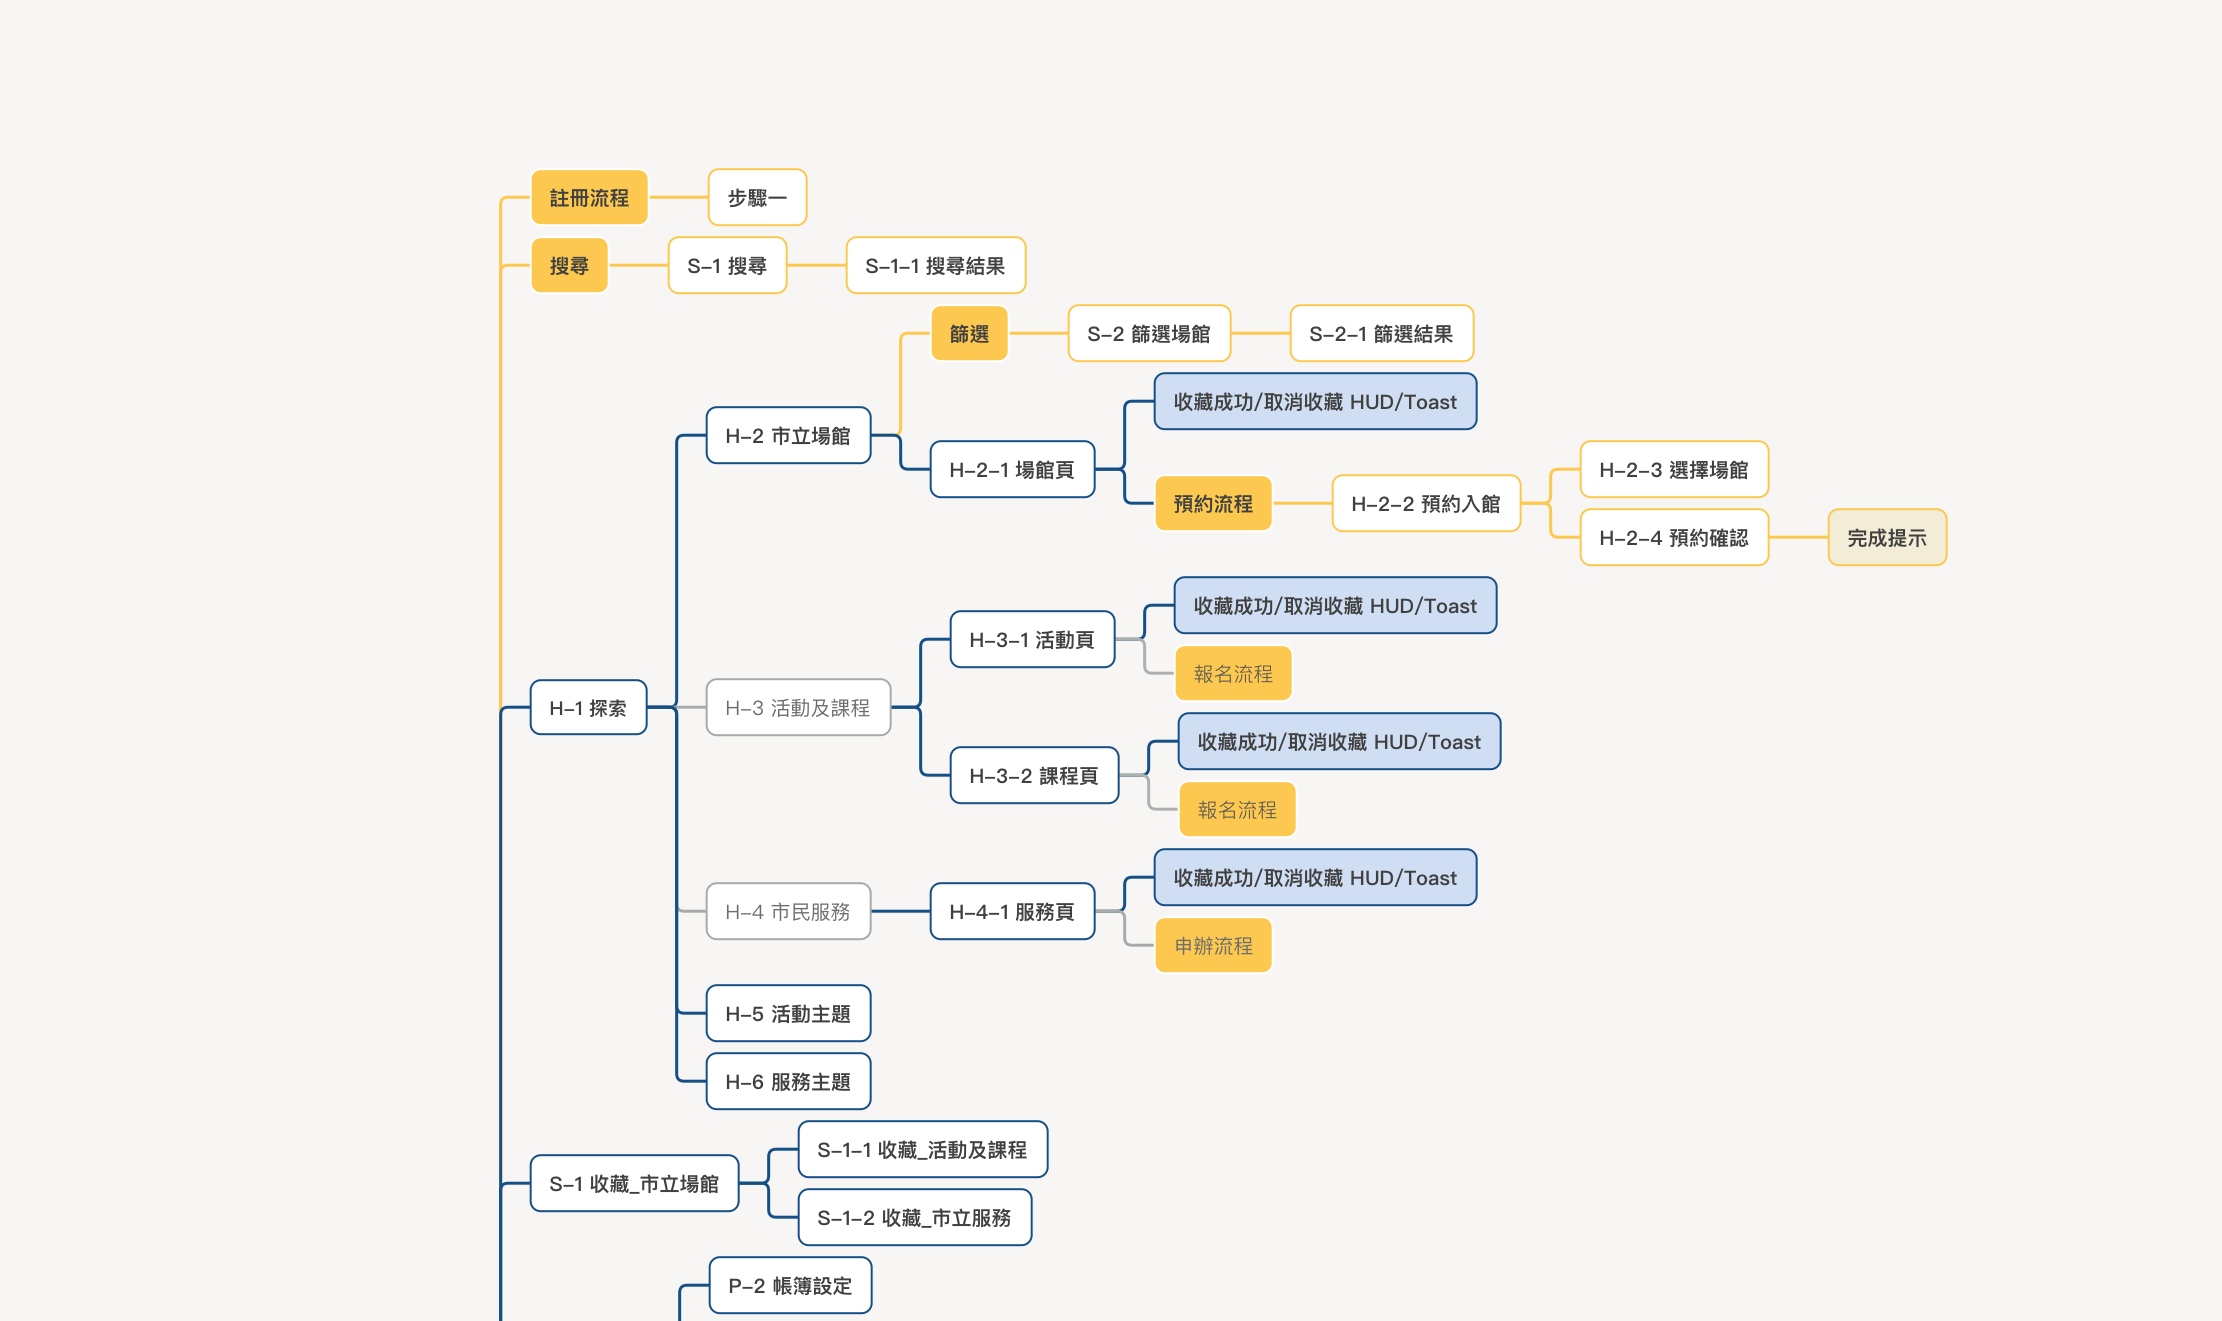 註冊流程
步驟一
搜尋
S-1 搜尋
S-1-1 搜尋結果
篩選
S-2 篩選場館
S-2-1 篩選結果
收藏成功/取消收藏 HUD/Toast
H-2 市立場館
H-2-1 場館頁
H-2-3 選擇場館
預約流程
H-2-2 預約入館
H-2-4 預約確認
完成提示
收藏成功/取消收藏 HUD/Toast
H-3-1 活動頁
報名流程
H-1 探索
H-3 活動及課程
收藏成功/取消收藏 HUD/Toast
H-3-2 課程頁
報名流程
收藏成功/取消收藏 HUD/Toast
H-4 市民服務
H-4-1 服務頁
申辦流程
H-5 活動主題
H-6 服務主題
S-1-1 收藏_活動及課程
S-1 收藏_市立場館
S-1-2 收藏_市立服務
P-2 帳簿設定